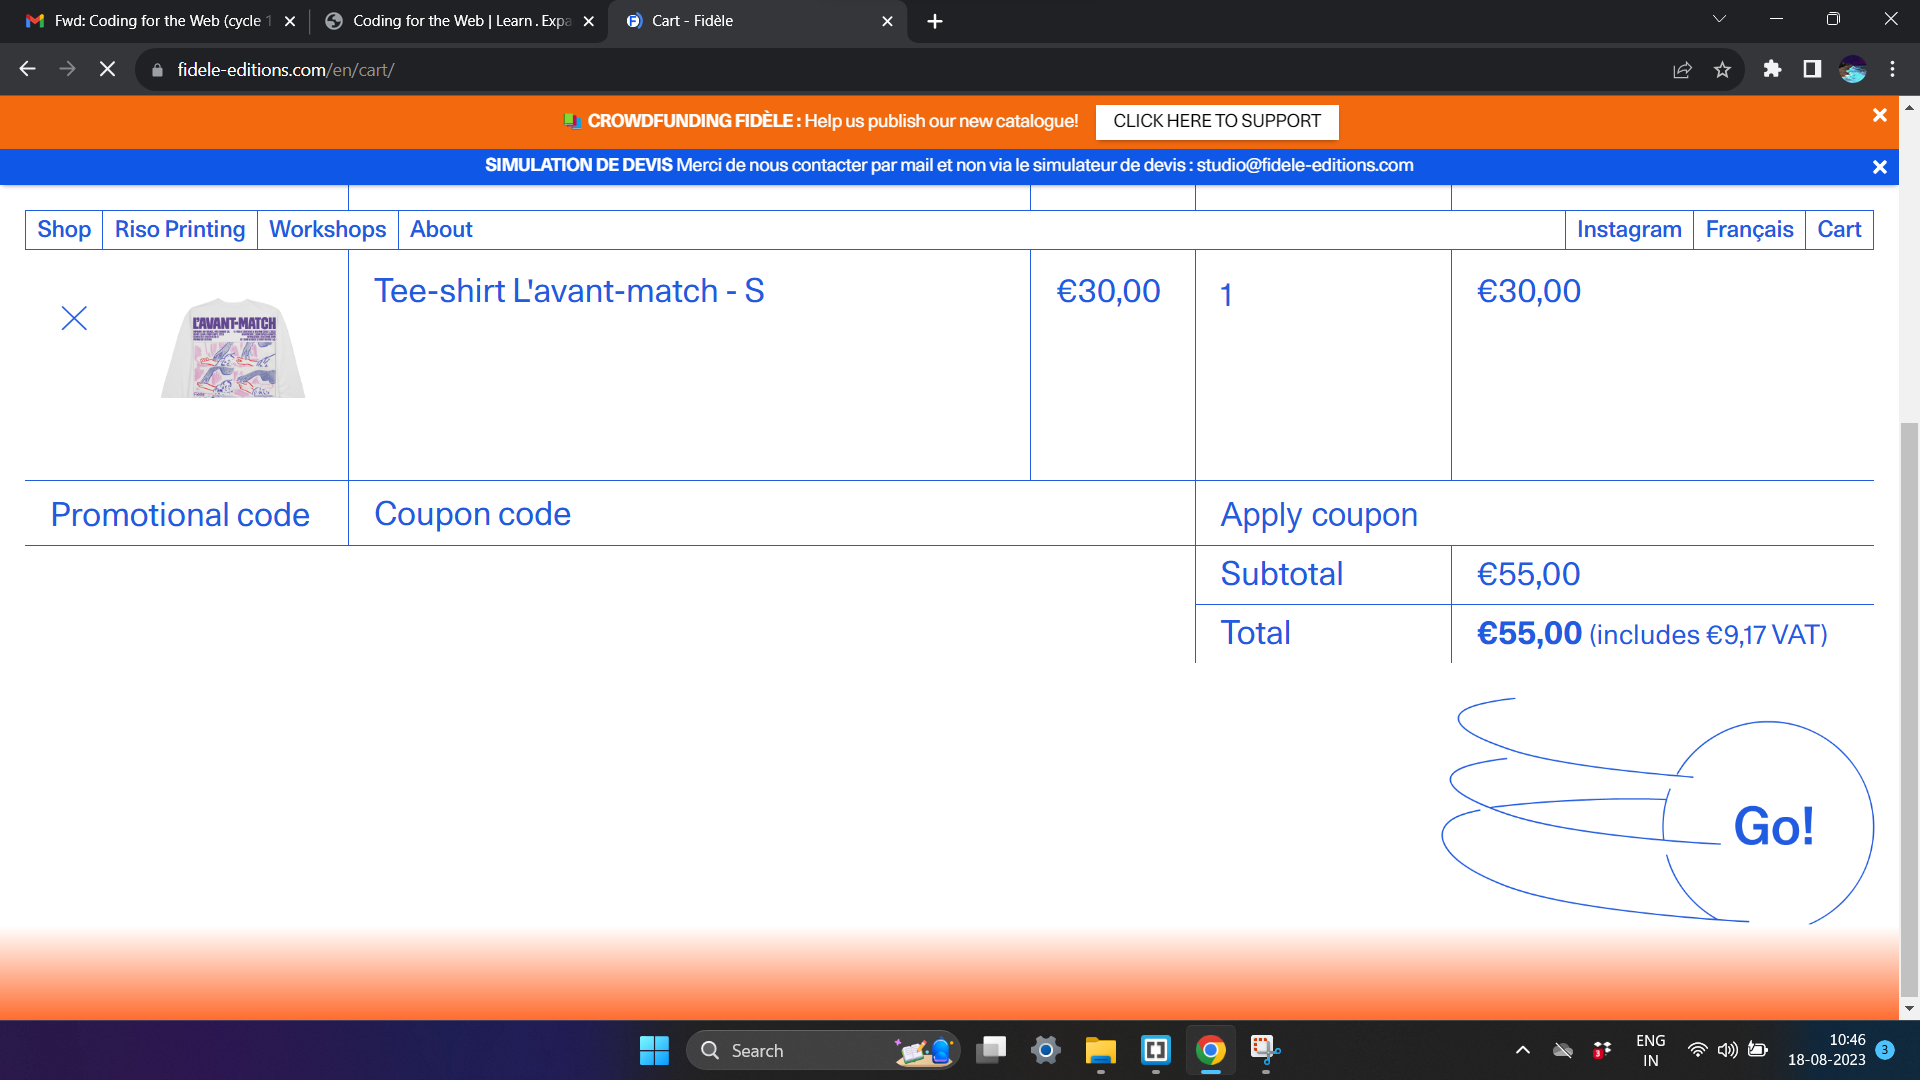 Fwd: Coding for the Web (cycle 1
Coding for the Web | Learn . Expa
Cart - Fidèle
fidele-editions.com/en/cart/
CROWDFUNDING FIDÈLE : Help us publish our new catalogue!
CLICK HERE TO SUPPORT
SIMULATION DE DEVIS Merci de nous contacter par mail et non via le simulateur de devis : studio@fidele-editions.com
Shop Riso Printing Workshops About Instagram Français Cart
Tee-shirt L'avant-match - S €30,00 1 €30,00
L'AVANT-MATCH
Promotional code Coupon code Apply coupon
Subtotal €55,00
Total €55,00 (includes €9,17 VAT)
Go!
Search
3
ENG
IN
10:46
18-08-2023
3